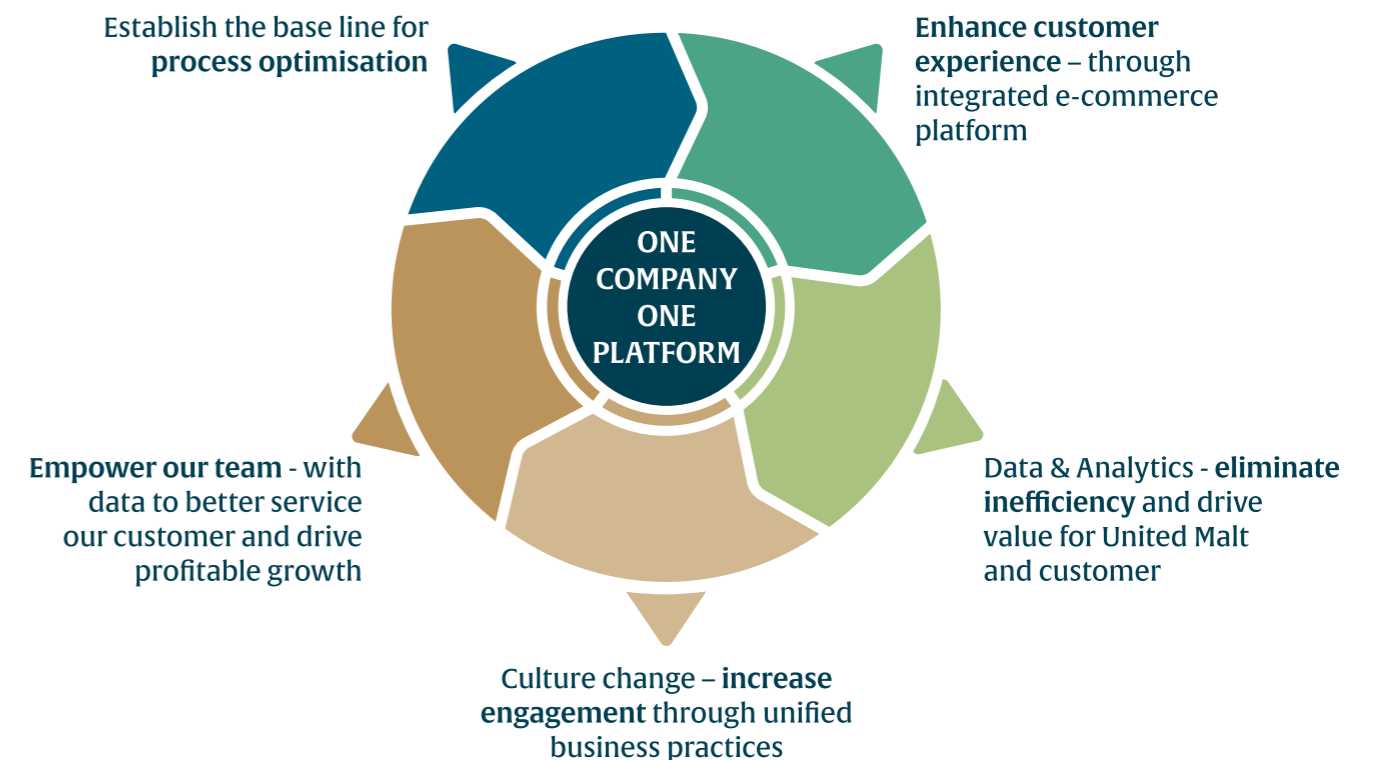 Establish the base line for
process optimisation
Enhance customer
experience – through
integrated e-commerce
platform
ONE
COMPANY
ONE
PLATFORM
Empower our team - with
data to better service
our customer and drive
profitable growth
Data & Analytics - eliminate
inefficiency and drive
value for United Malt
and customer
Culture change – increase
engagement through unified
business practices